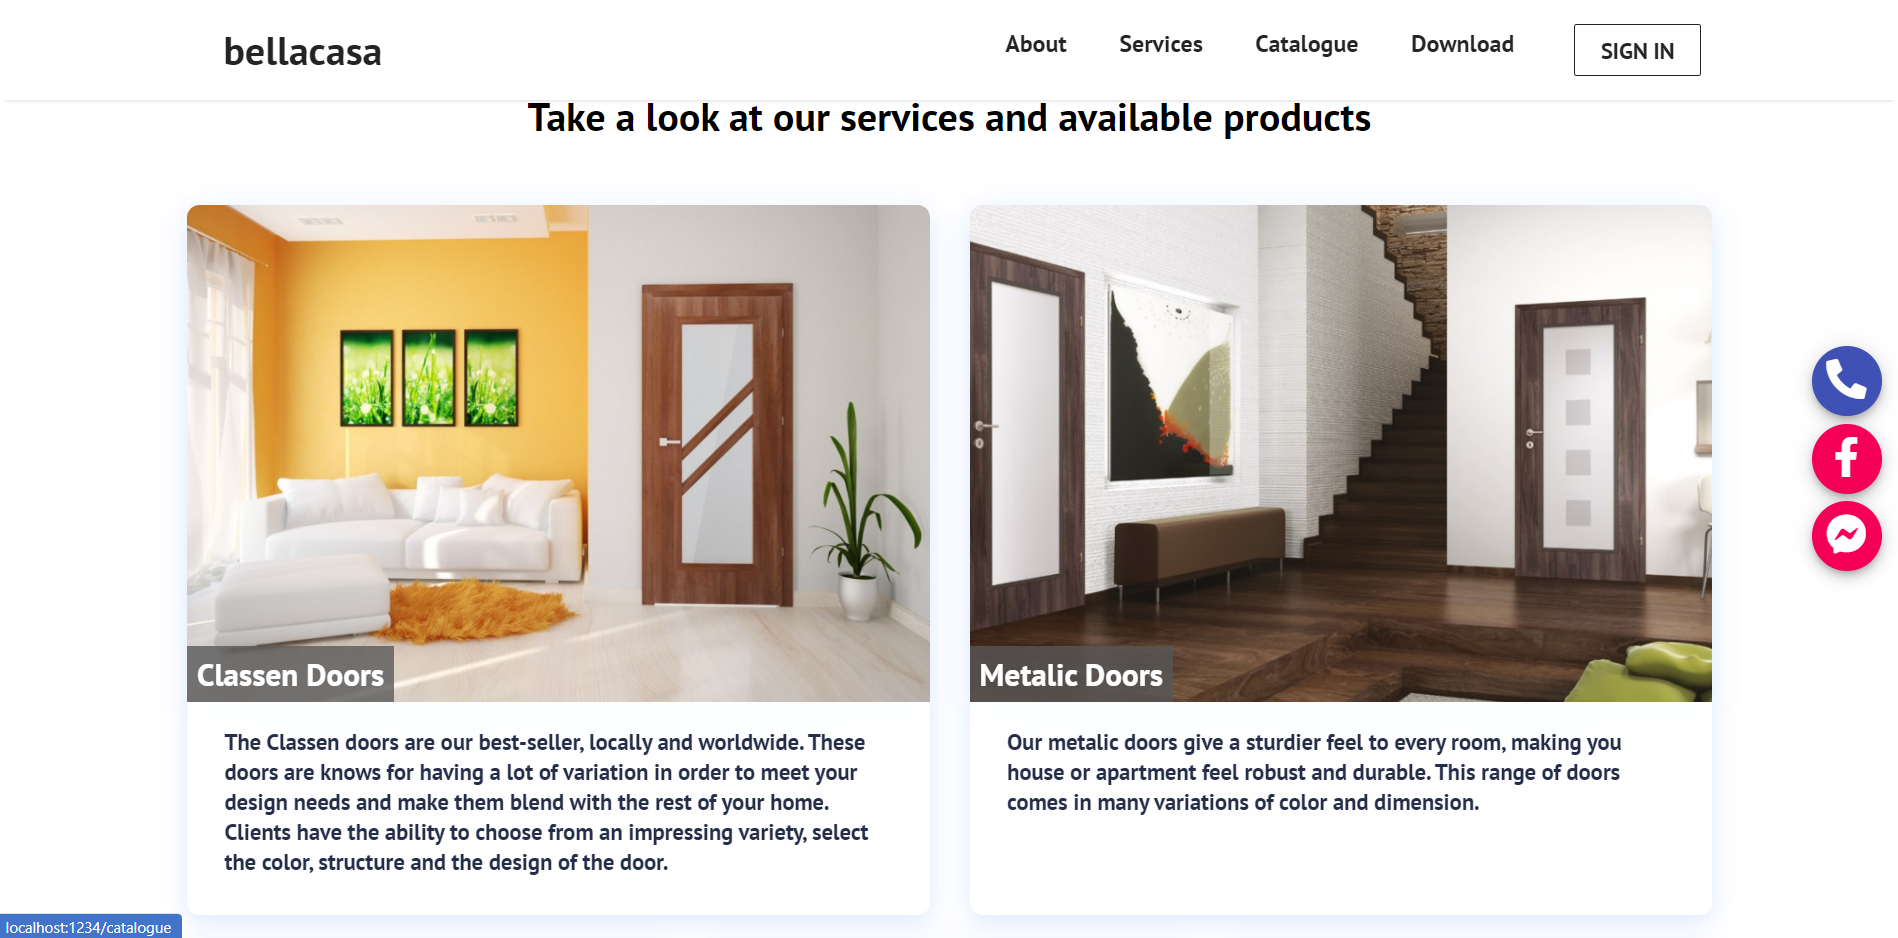 bellacasa
About
Services
Catalogue
Download
SIGN IN
Take a look at our services and available products
Classen Doors
Metalic Doors
The Classen doors are our best-seller, locally and worldwide. These
doors are knows for having a lot of variation in order to meet your
design needs and make them blend with the rest of your home.
Clients have the ability to choose from an impressing variety, select
the color, structure and the design of the door.
Our metalic doors give a sturdier feel to every room, making you
house or apartment feel robust and durable. This range of doors
comes in many variations of color and dimension.
localhost:1234/catalogue